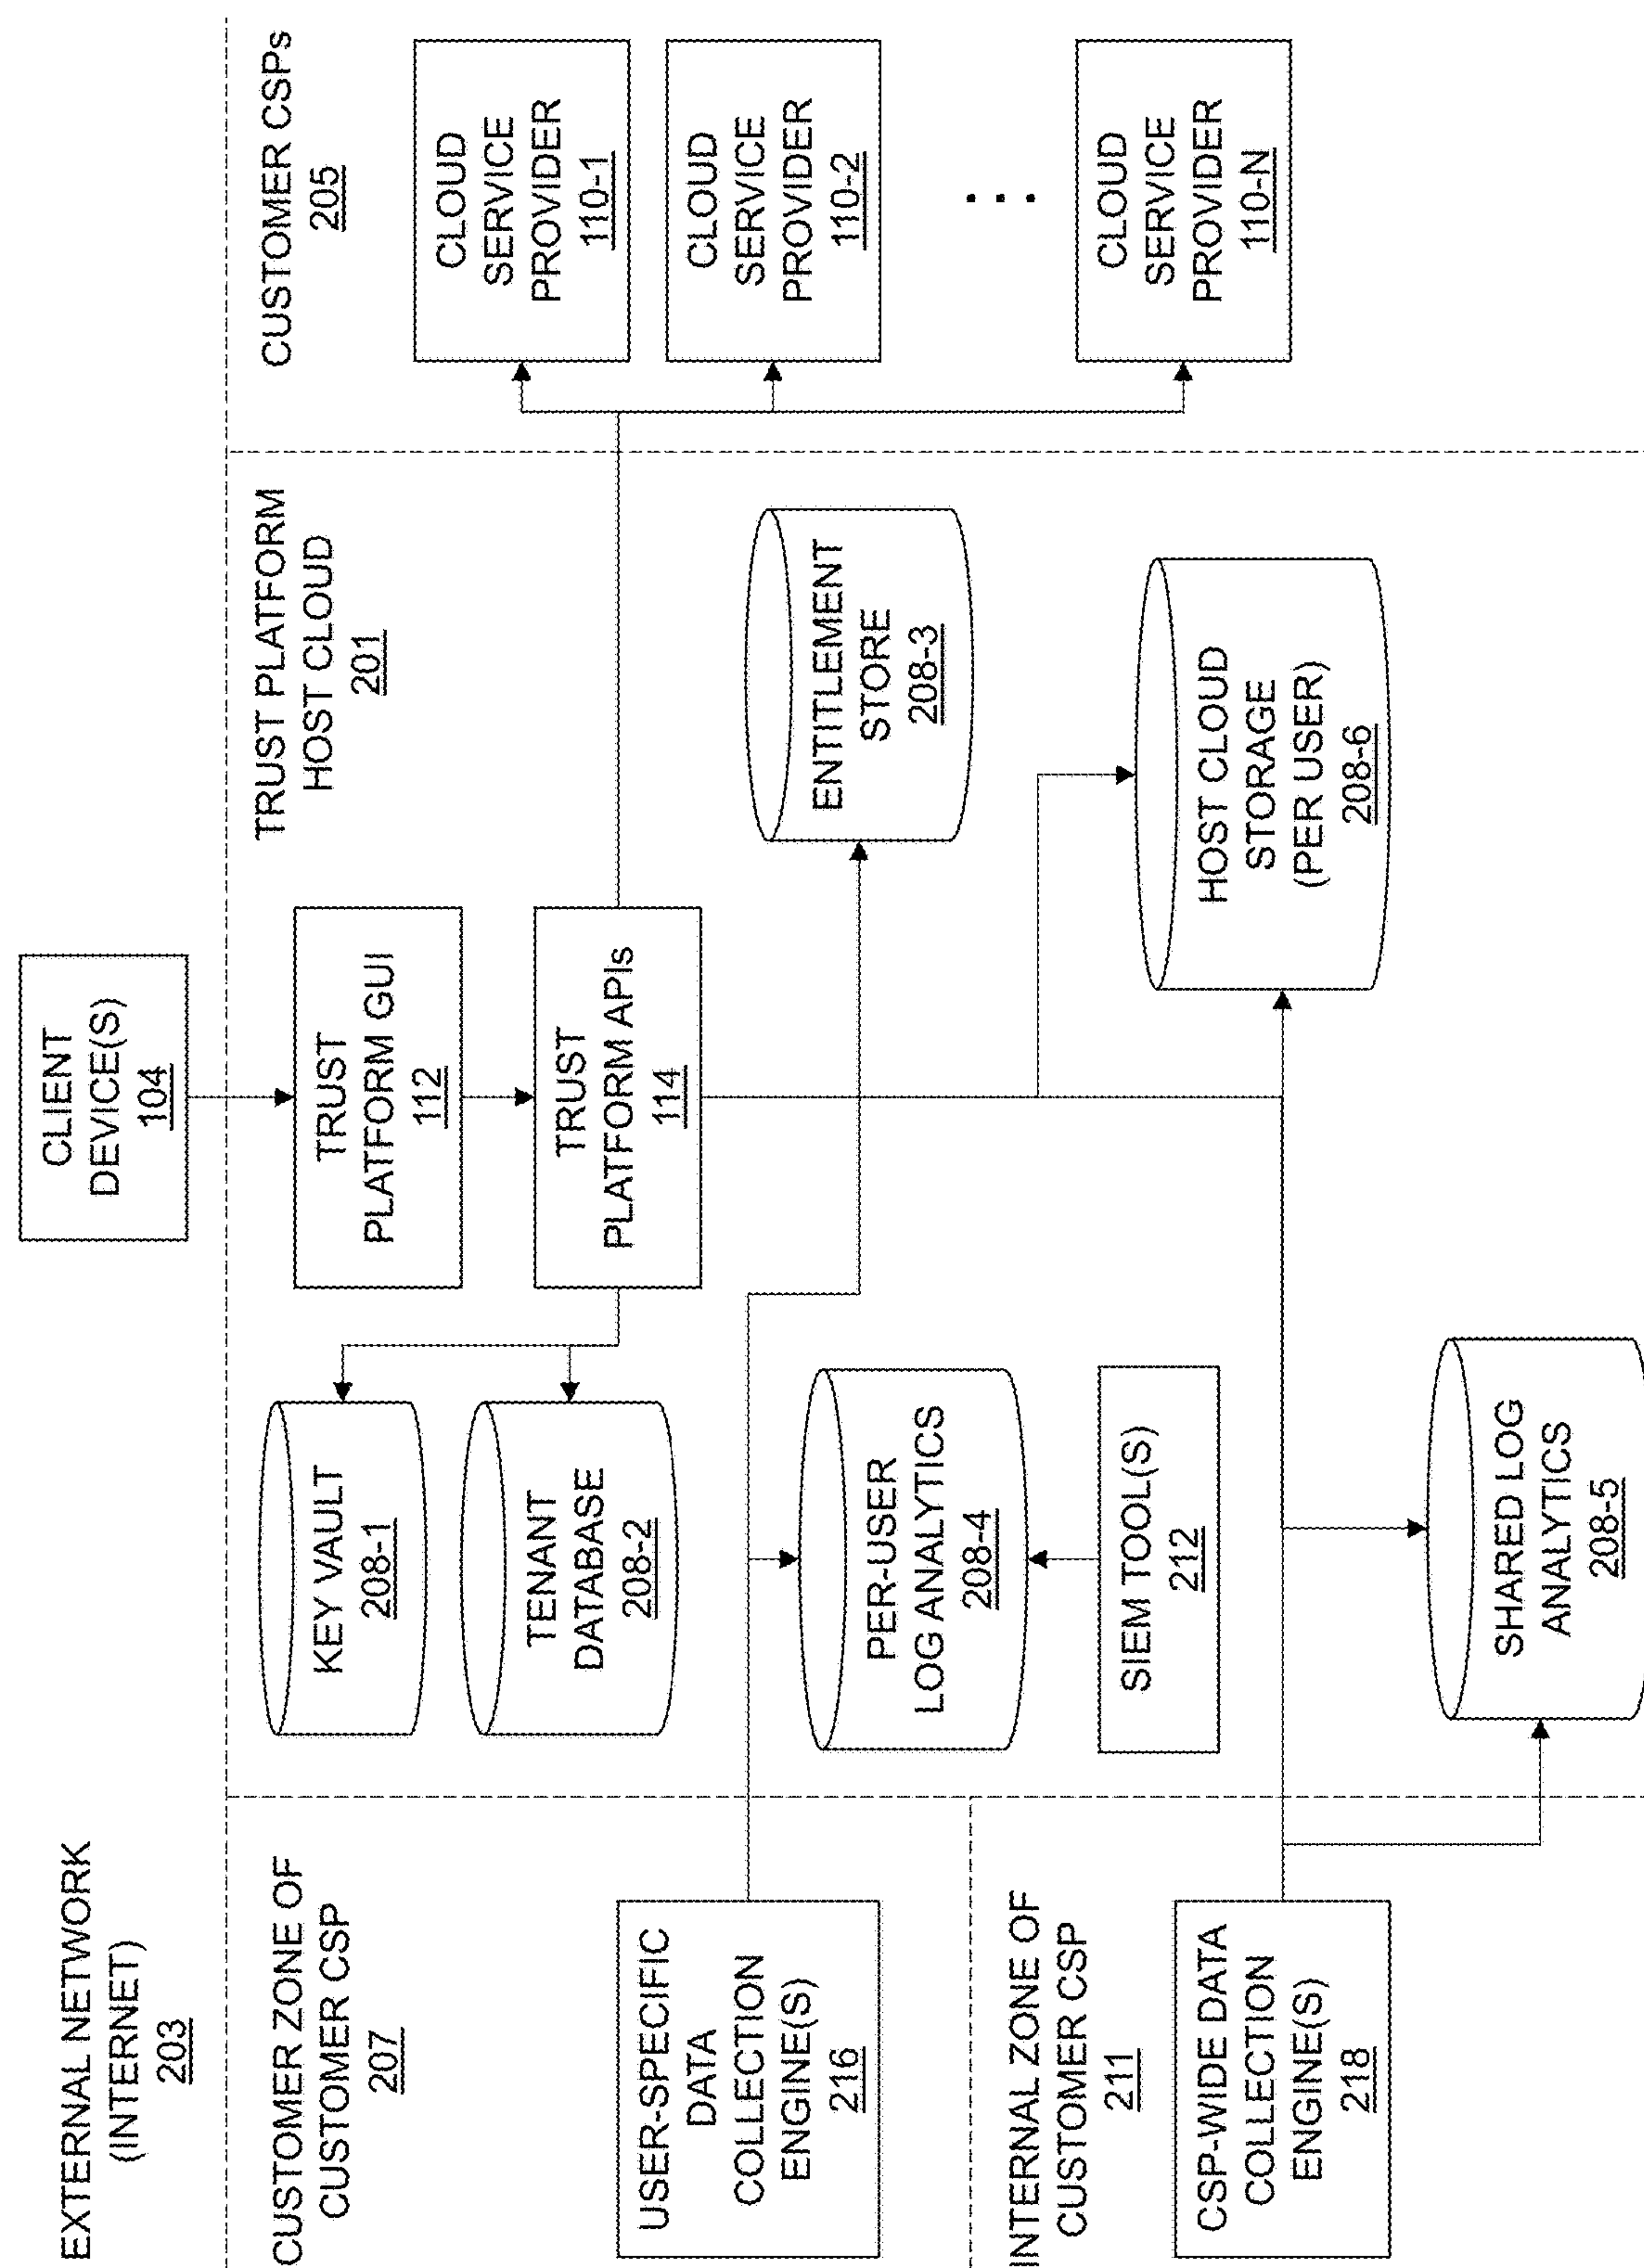 EXTERNAL NETWORK
(INTERNET)
203
CLIENT
DEVICE(S)
104
CUSTOMER ZONE OF
CUSTOMER CSP
207
USER-SPECIFIC
DATA
COLLECTION
ENGINE(S)
216
INTERNAL ZONE OF
CUSTOMER CSP
211
CSP-WIDE DATA
COLLECTION
ENGINE(S)
218
KEY VAULT
208-1
TENANT
DATABASE
208-2
PER-USER
LOG ANALYTICS
208-4
SIEM TOOL(S)
212
SHARED LOG
ANALYTICS
208-5
TRUST
PLATFORM GUI
112
TRUST
PLATFORM APIs
114
TRUST PLATFORM
HOST CLOUD
201
ENTITLEMENT
STORE
208-3
HOST CLOUD
STORAGE
(PER USER)
208-6
CUSTOMER CSPs
205
CLOUD
SERVICE
PROVIDER
110-1
CLOUD
SERVICE
PROVIDER
110-2
. . .
CLOUD
SERVICE
PROVIDER
110-N